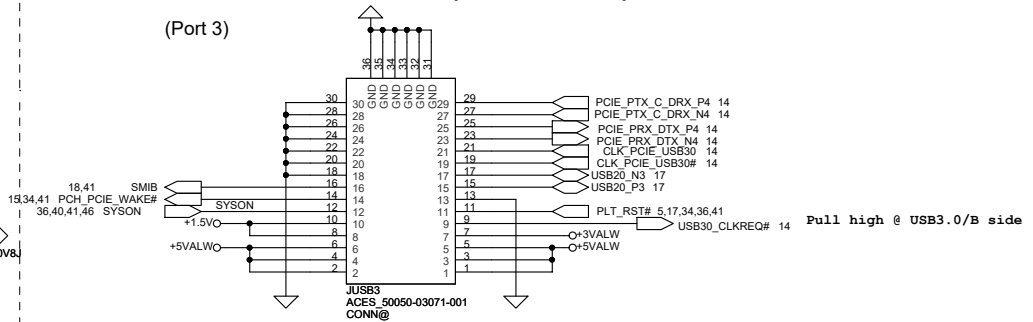 (Port 3)
36 35 34 33 32 31
GND GND GND GND GND GND
30 30 29 29 PCIE_PTX_C_DRX_P4 14
28 28 27 27 PCIE_PTX_C_DRX_N4 14
26 26 25 25 PCIE_PRX_DTX_P4 14
24 24 23 23 PCIE_PRX_DTX_N4 14
22 22 21 21 CLK_PCIE_USB30 14
20 20 19 19 CLK_PCIE_USB30# 14
18 18 17 17 USB20_N3 17
18,41 SMIB 16 16 15 15 USB20_P3 17
15,34,41 PCH_PCIE_WAKE# 14 14 13 13
36,40,41,46 SYSON SYSON 12 12 11 11 PLT_RST# 5,17,34,36,41
+1.5V 10 10 9 9 USB30_CLKREQ# 14 Pull high @ USB3.0/B side
8 8 7 7 +3VALW
+5VALW 6 6 5 5 +5VALW
4 4 3 3
2 2 1 1
JUSB3
ACES_50050-03071-001
CONN@